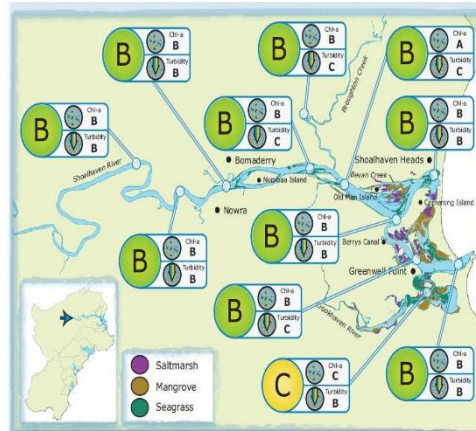 B
Chl-a
B
Turbidity
B
B
Chl-a
B
Turbidity
C
B
Chl-a
A
Turbidity
C
B
Chl-a
B
Turbidity
B
B
Chl-a
B
Turbidity
C
B
Chl-a
B
Turbidity
B
Broughton Creek
Shoalhaven River
Bomaderry
Shoalhaven Heads
Numbaa Island
Bevan Creek
Old Man Island
Comerong Island
Nowra
B
Chl-a
B
Turbidity
B
B
Chl-a
B
Turbidity
B
Berrys Canal
Greenwell Point
B
Chl-a
B
Turbidity
C
Crookhaven River
C
Chl-a
C
Turbidity
B
B
Chl-a
B
Turbidity
B
Saltmarsh
Mangrove
Seagrass